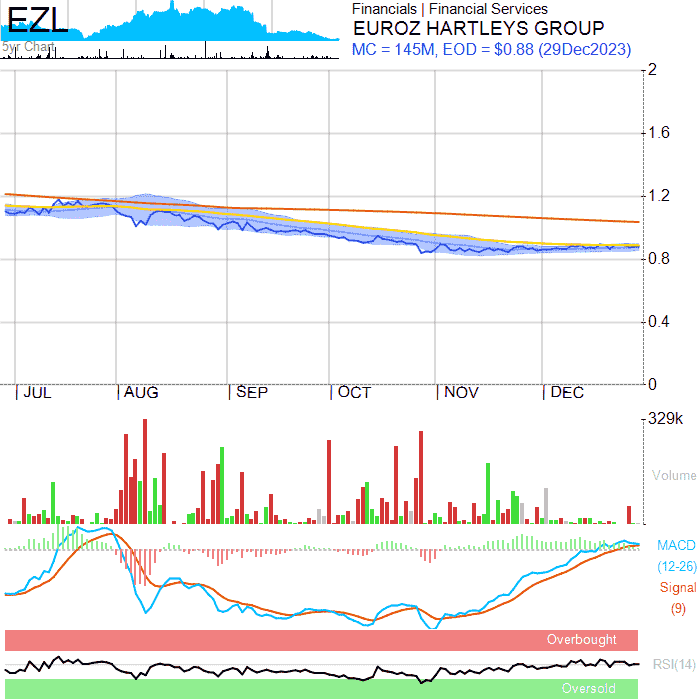 EZL
5yr Chart
Financials | Financial Services
EUROZ HARTLEYS GROUP
MC = 145M, EOD = $0.88 (29Dec2023)
2
1.6
1.2
0.8
0.4
0
JUL
AUG
SEP
OCT
NOV
DEC
329k
Volume
MACD
(12-26)
Signal
(9)
Overbought
RSI(14)
Oversold